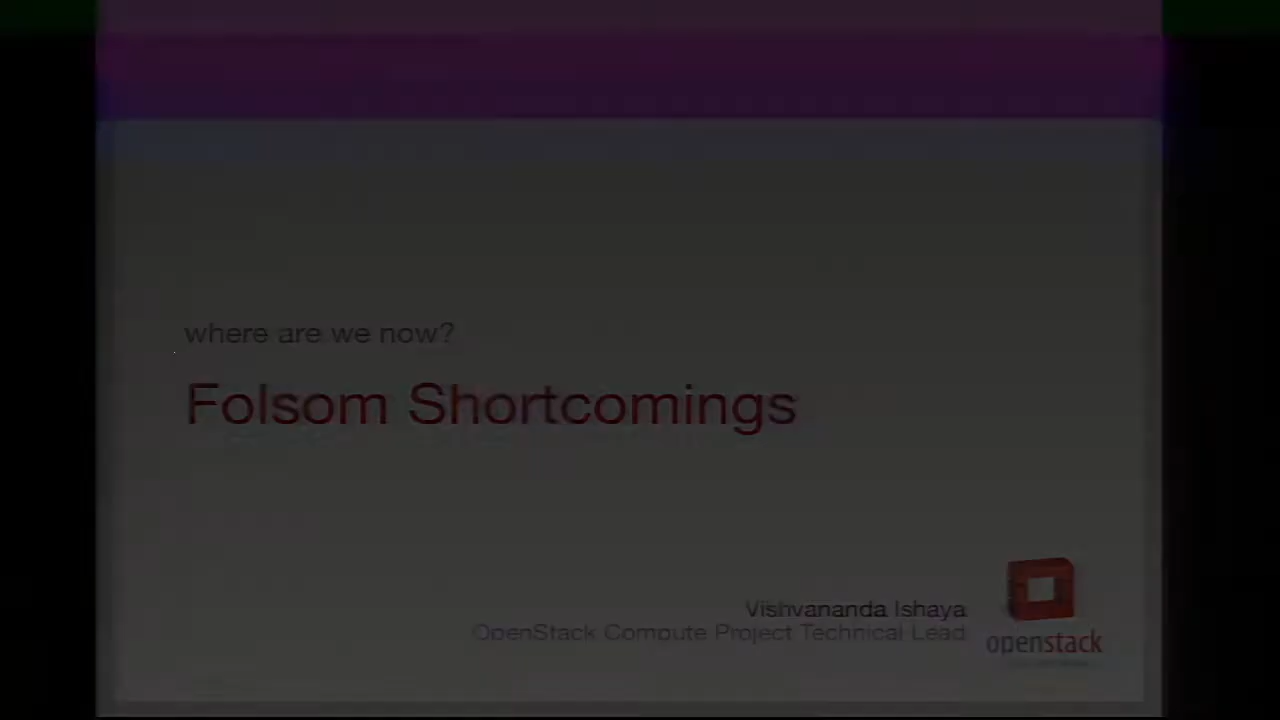 where are we now?
Folsom Shortcomings
Vishvananda Ishaya
OpenStack Compute Project Technical Lead
openstack